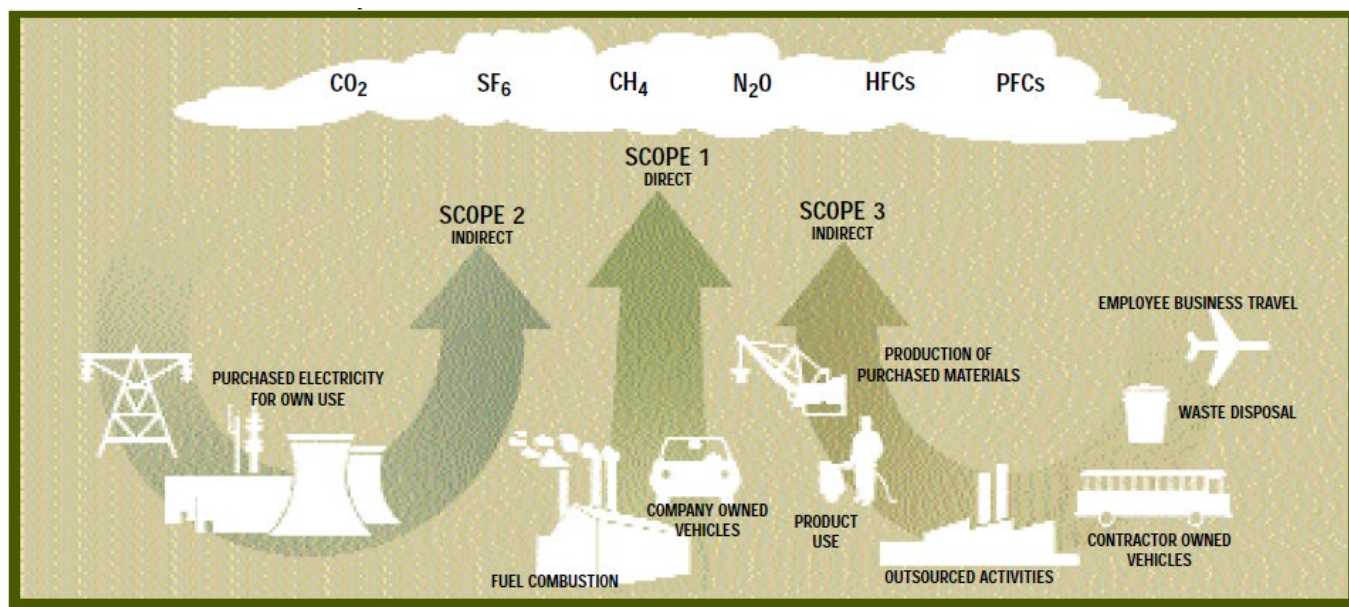 CO₂ SF₆ CH₄ N₂O HFCs PFCs
SCOPE 1
DIRECT
SCOPE 2
INDIRECT
SCOPE 3
INDIRECT
PURCHASED ELECTRICITY
FOR OWN USE
FUEL COMBUSTION
COMPANY OWNED
VEHICLES
PRODUCTION OF
PURCHASED MATERIALS
PRODUCT
USE
OUTSOURCED ACTIVITIES
EMPLOYEE BUSINESS TRAVEL
WASTE DISPOSAL
CONTRACTOR OWNED
VEHICLES